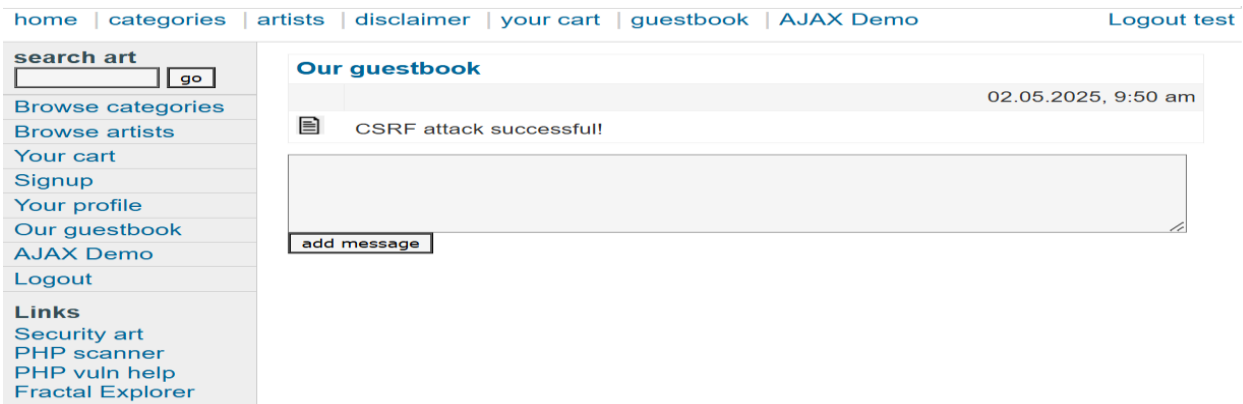 home | categories | artists | disclaimer | your cart | guestbook | AJAX Demo Logout test
search art
go
Browse categories
Browse artists
Your cart
Signup
Your profile
Our guestbook
AJAX Demo
Logout
Links
Security art
PHP scanner
PHP vuln help
Fractal Explorer
Our guestbook
02.05.2025, 9:50 am
CSRF attack successful!
add message